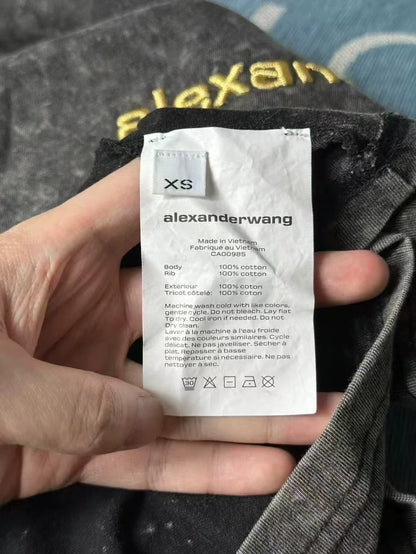 alexan
XS
alexanderwang
Made in Vietnam
Fabriqué au Vietnam
CA00985
Body 100% cotton
Rib 100% cotton
Extérieur 100% coton
Tricot côtelé: 100% coton
Machine wash cold with like colors,
gentle cycle. Do not bleach. Lay flat
To dry. Cool iron if needed. Do not
Dry clean.
Laver à la machine à l'eau froide
avec des couleurs similaires. Cycle
délicat. Ne pas javelliser. Sécher à
plat. Repasser à basse
température si nécessaire. Ne pas
nettoyer à sec.
30